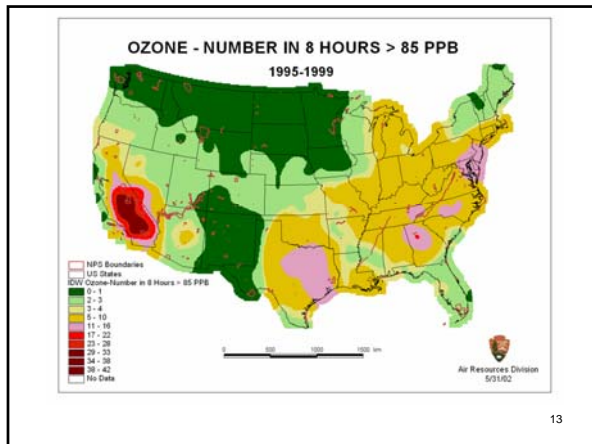 OZONE - NUMBER IN 8 HOURS > 85 PPB
1995-1999
NPS Boundaries
US States
IDW Ozone-Number in 8 Hours > 85 PPB
0 - 1
2 - 3
3 - 4
5 - 10
11 - 16
17 - 22
23 - 28
29 - 33
34 - 38
38 - 42
No Data
500 0 500 1000 1500 km
Air Resources Division
5/31/02
13